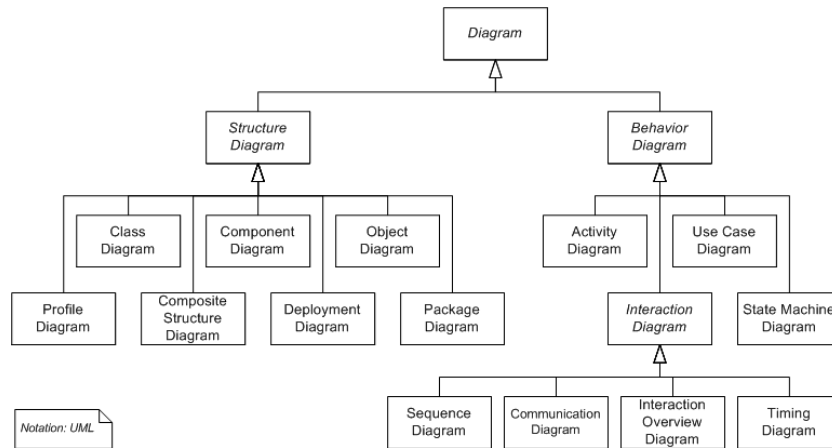 Diagram
Structure
Diagram
Behavior
Diagram
Class
Diagram
Component
Diagram
Object
Diagram
Activity
Diagram
Use Case
Diagram
Profile
Diagram
Composite
Structure
Diagram
Deployment
Diagram
Package
Diagram
Interaction
Diagram
State Machine
Diagram
Sequence
Diagram
Communication
Diagram
Interaction
Overview
Diagram
Timing
Diagram
Notation: UML